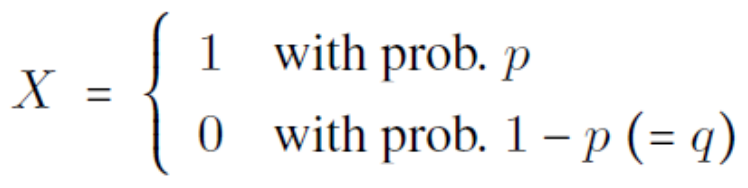 X = { 1 with prob. p
0 with prob. 1 − p (= q)